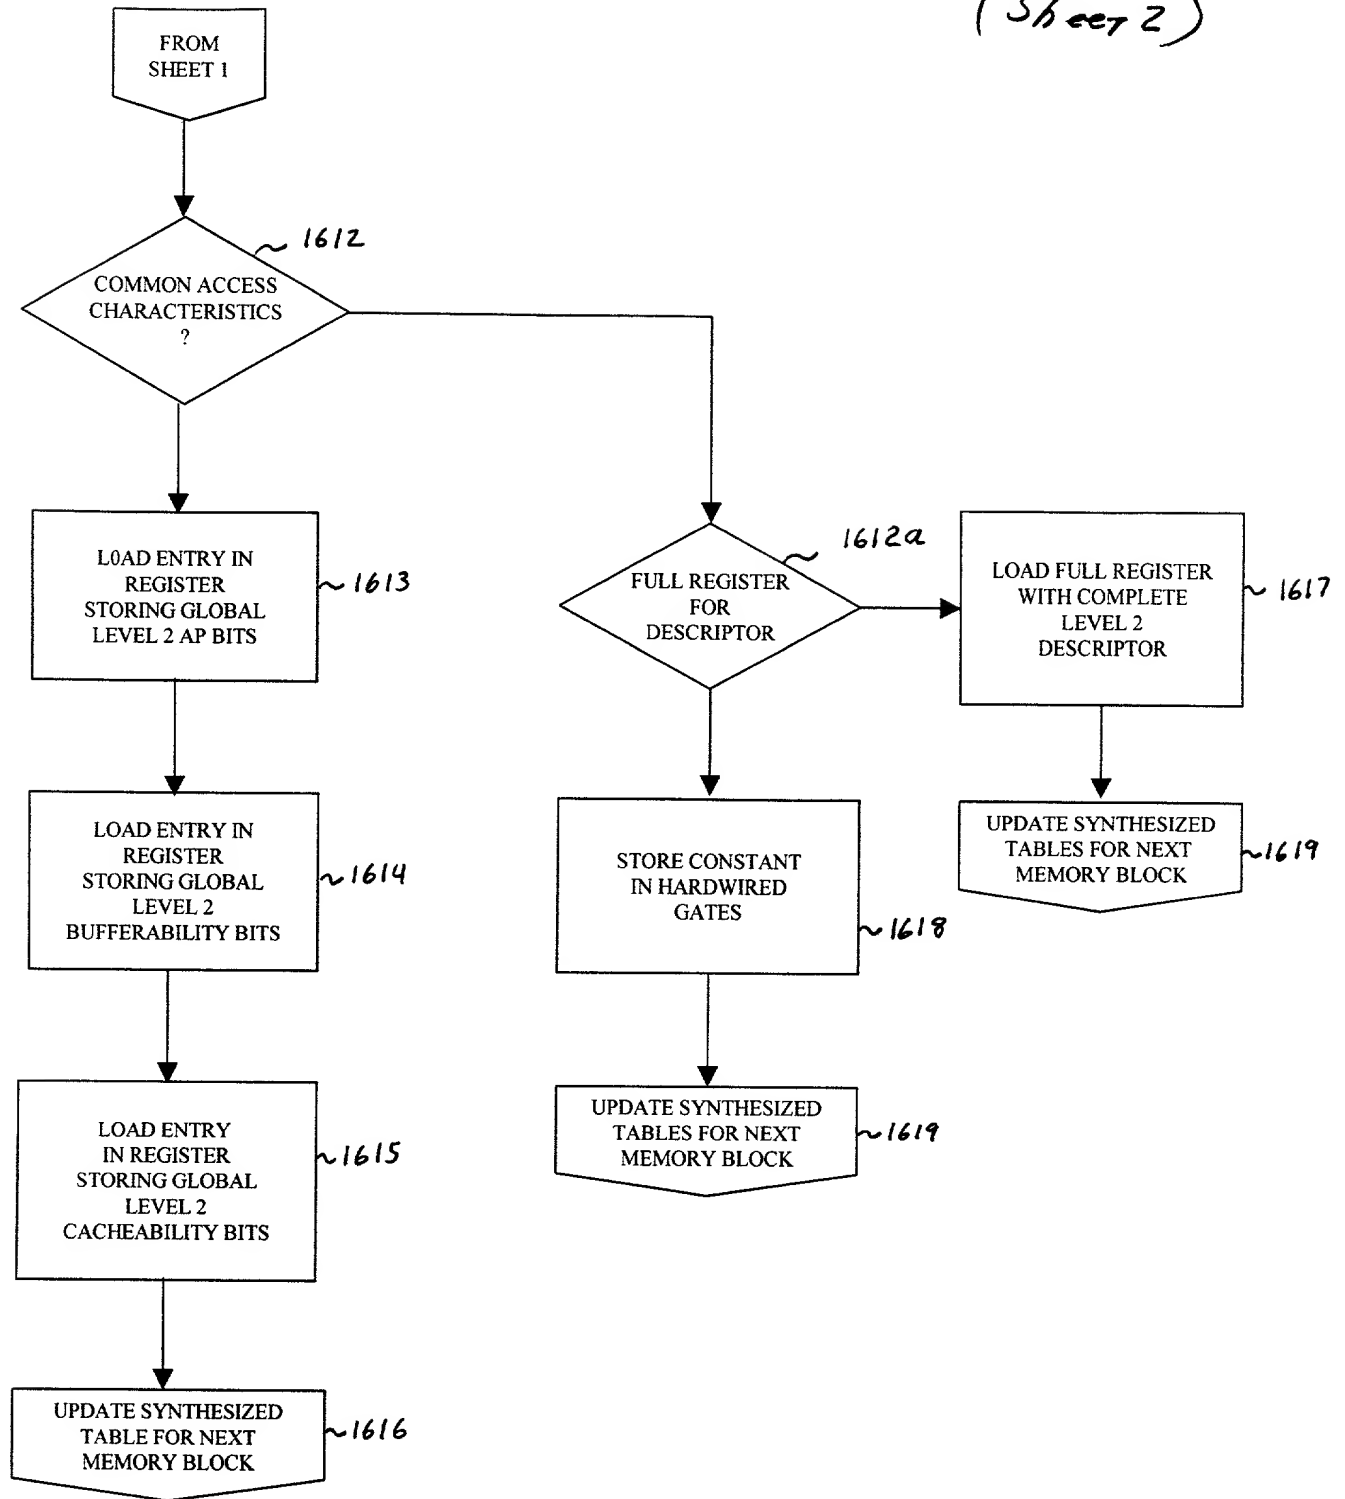 (Sheet 2)
FROM
SHEET 1
1612
COMMON ACCESS
CHARACTERISTICS
?
L0AD ENTRY IN
REGISTER
STORING GLOBAL
LEVEL 2 AP BITS
1613
LOAD ENTRY IN
REGISTER
STORING GLOBAL
LEVEL 2
BUFFERABILITY BITS
1614
LOAD ENTRY
IN REGISTER
STORING GLOBAL
LEVEL 2
CACHEABILITY BITS
1615
UPDATE SYNTHESIZED
TABLE FOR NEXT
MEMORY BLOCK
1616
1612a
FULL REGISTER
FOR
DESCRIPTOR
STORE CONSTANT
IN HARDWIRED
GATES
1618
UPDATE SYNTHESIZED
TABLES FOR NEXT
MEMORY BLOCK
1619
LOAD FULL REGISTER
WITH COMPLETE
LEVEL 2
DESCRIPTOR
1617
UPDATE SYNTHESIZED
TABLES FOR NEXT
MEMORY BLOCK
1619